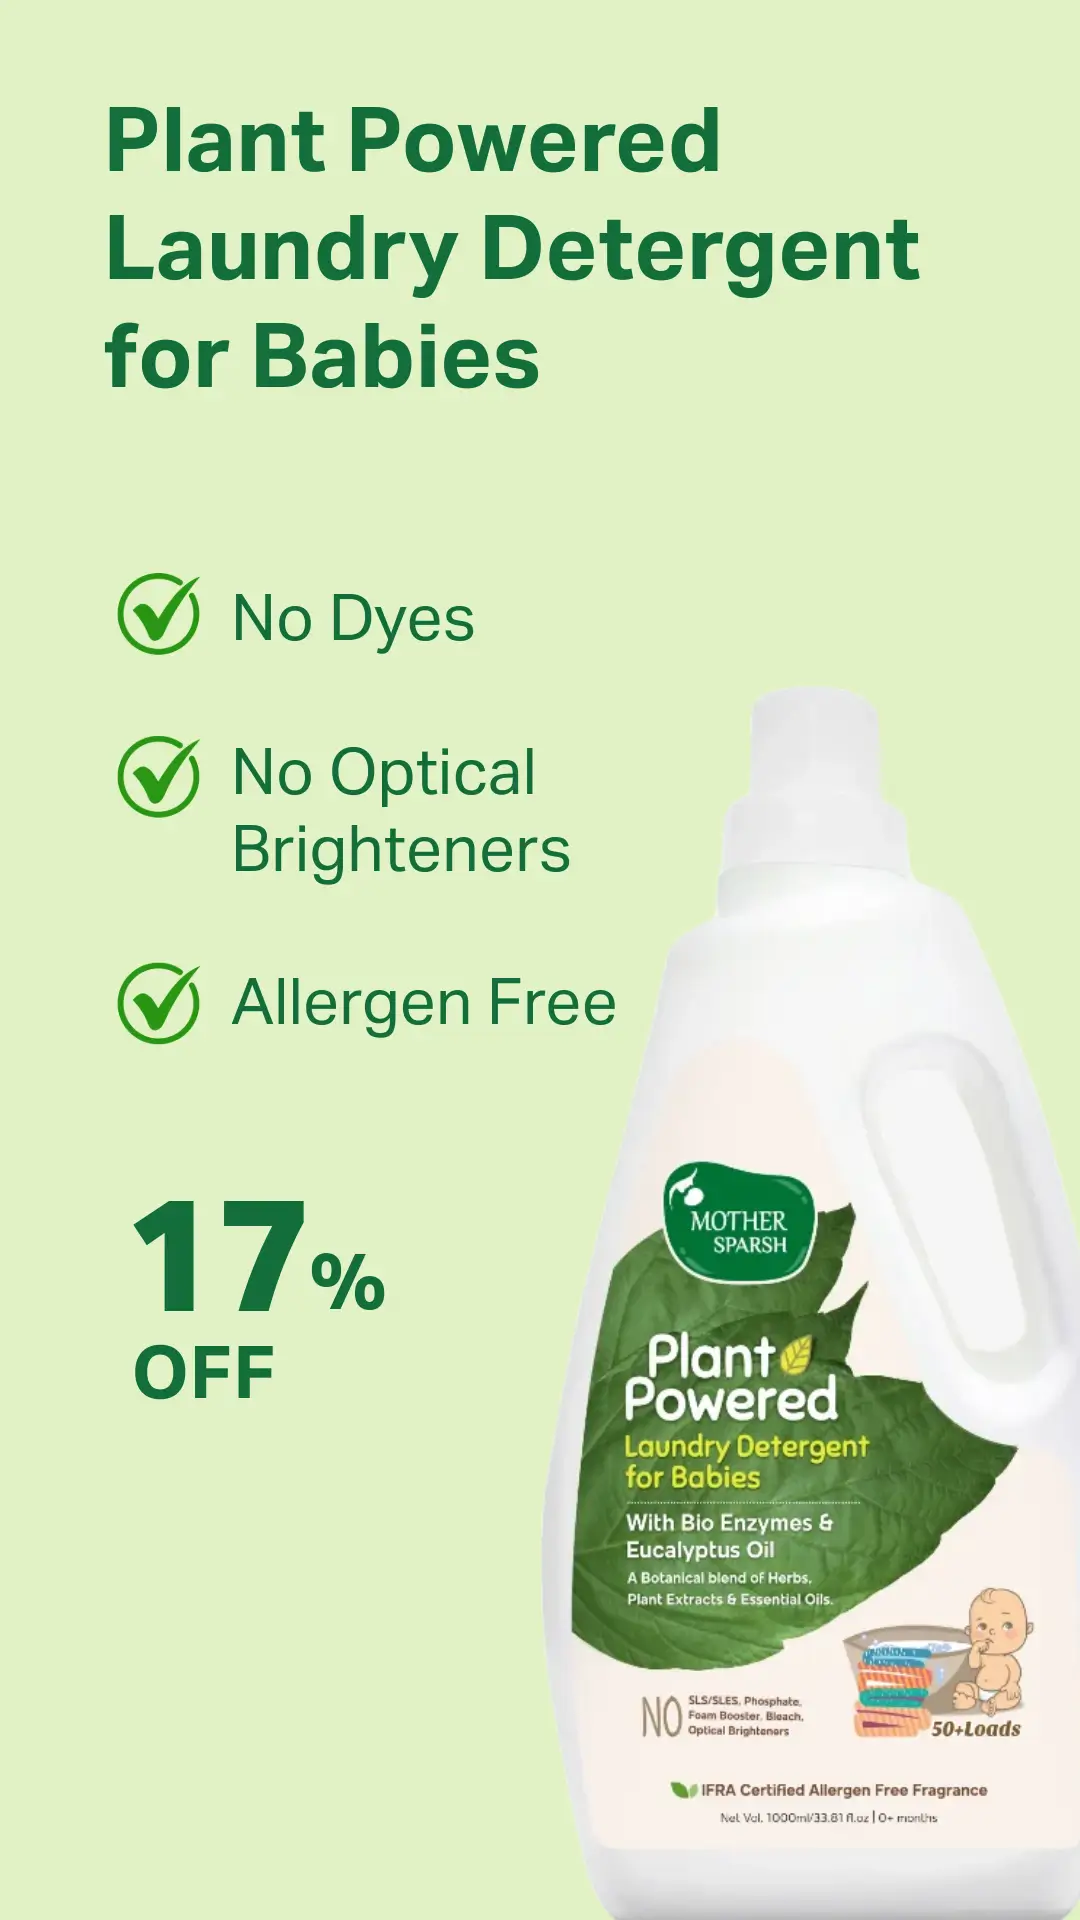 Plant Powered
Laundry Detergent
for Babies
No Dyes
No Optical
Brighteners
Allergen Free
17%
OFF
MOTHER
SPARSH
Plant
Powered
Laundry Detergent
for Babies
With Bio Enzymes &
Eucalyptus Oil
A Botanical blend of Herbs,
Plant Extracts & Essential Oils.
NO SLS/SLES, Phosphate,
Foam Booster, Bleach,
Optical Brighteners
50+Loads
IFRA Certified Allergen Free Fragrance
Net Vol. 1000ml/33.81 fl.oz | 0+ months